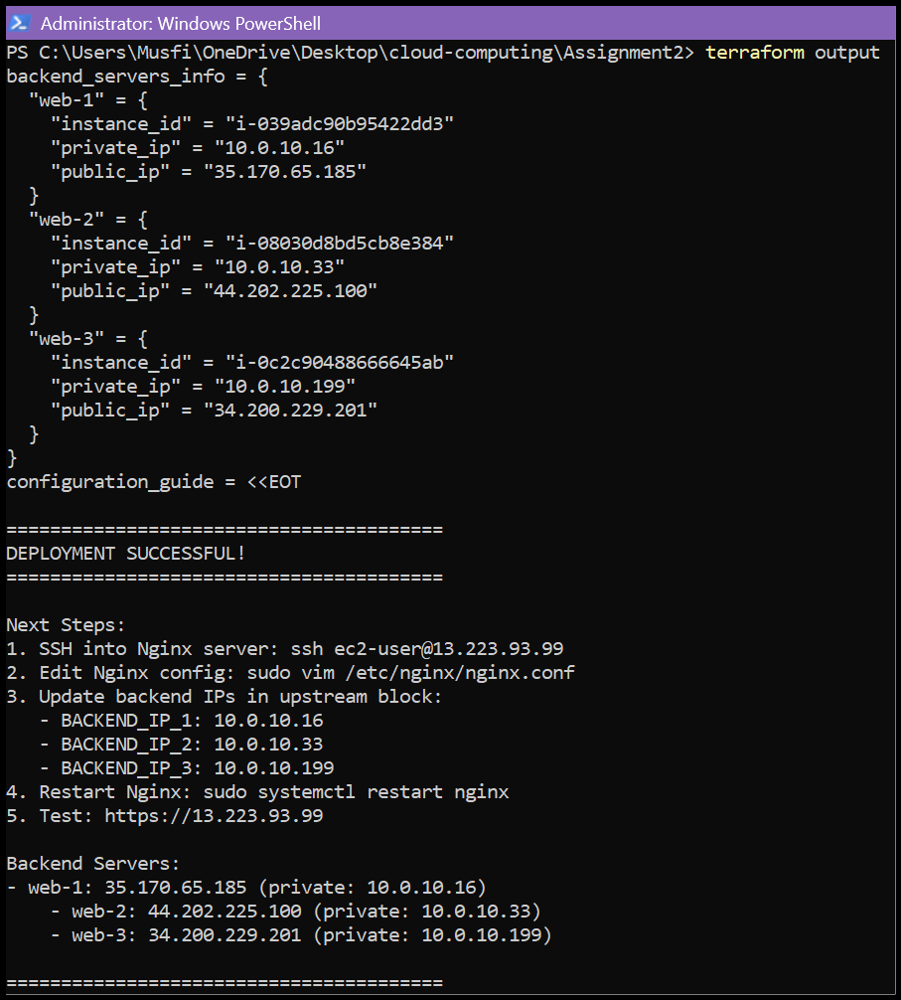 Administrator: Windows PowerShell
PS C:\Users\Musfi\OneDrive\Desktop\cloud-computing\Assignment2> terraform output
backend_servers_info = {
  "web-1" = {
    "instance_id" = "i-039adc90b95422dd3"
    "private_ip" = "10.0.10.16"
    "public_ip" = "35.170.65.185"
  }
  "web-2" = {
    "instance_id" = "i-08030d8bd5cb8e384"
    "private_ip" = "10.0.10.33"
    "public_ip" = "44.202.225.100"
  }
  "web-3" = {
    "instance_id" = "i-0c2c90488666645ab"
    "private_ip" = "10.0.10.199"
    "public_ip" = "34.200.229.201"
  }
}
configuration_guide = <<EOT

========================================
DEPLOYMENT SUCCESSFUL!
========================================

Next Steps:
1. SSH into Nginx server: ssh ec2-user@13.223.93.99
2. Edit Nginx config: sudo vim /etc/nginx/nginx.conf
3. Update backend IPs in upstream block:
   - BACKEND_IP_1: 10.0.10.16
   - BACKEND_IP_2: 10.0.10.33
   - BACKEND_IP_3: 10.0.10.199
4. Restart Nginx: sudo systemctl restart nginx
5. Test: https://13.223.93.99

Backend Servers:
- web-1: 35.170.65.185 (private: 10.0.10.16)
    - web-2: 44.202.225.100 (private: 10.0.10.33)
    - web-3: 34.200.229.201 (private: 10.0.10.199)

========================================